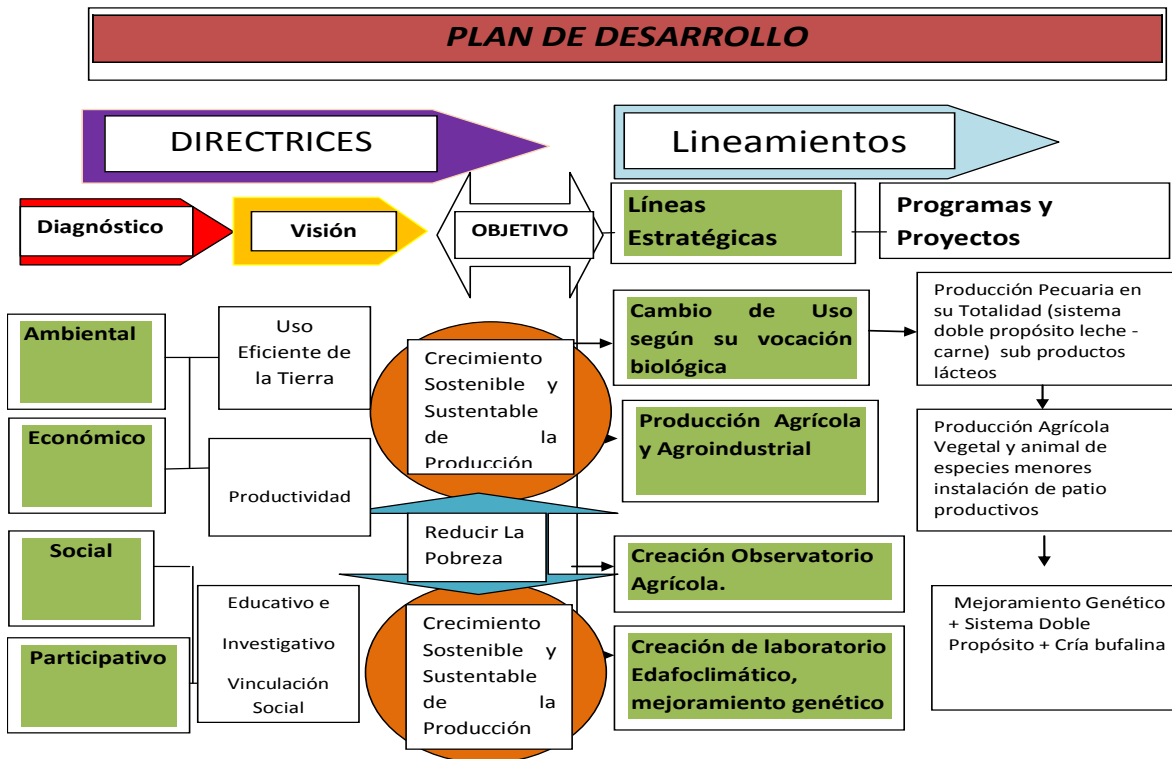 PLAN DE DESARROLLO
DIRECTRICES
Lineamientos
Diagnóstico
Visión
OBJETIVO
Líneas
Estratégicas
Programas y
Proyectos
Ambiental
Económico
Social
Participativo
Uso
Eficiente de
la Tierra
Productividad
Educativo e
Investigativo
Vinculación
Social
Crecimiento
Sostenible y
Sustentable
de la
Producción
Reducir La
Pobreza
Crecimiento
Sostenible y
Sustentable
de la
Producción
Cambio de Uso
según su vocación
biológica
Producción Agrícola
y Agroindustrial
Creación Observatorio
Agrícola.
Creación de laboratorio
Edafoclimático,
mejoramiento genético
Producción Pecuaria en
su Totalidad (sistema
doble propósito leche -
carne) sub productos
lácteos
Producción Agrícola
Vegetal y animal de
especies menores
instalación de patio
productivos
Mejoramiento Genético
+ Sistema Doble
Propósito + Cría bufalina